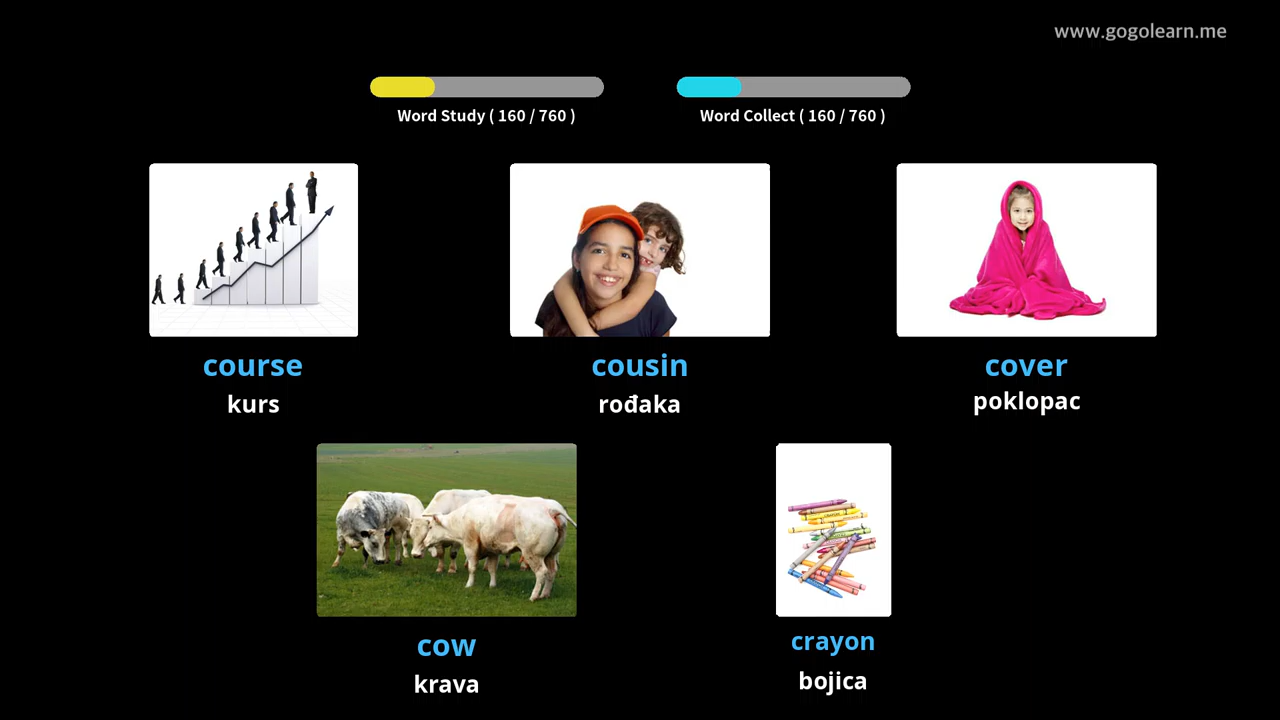 www.gogolearn.me
Word Study ( 160 / 760 )
Word Collect ( 160 / 760 )
course
cousin
cover
kurs
rođaka
poklopac
cow
crayon
krava
bojica